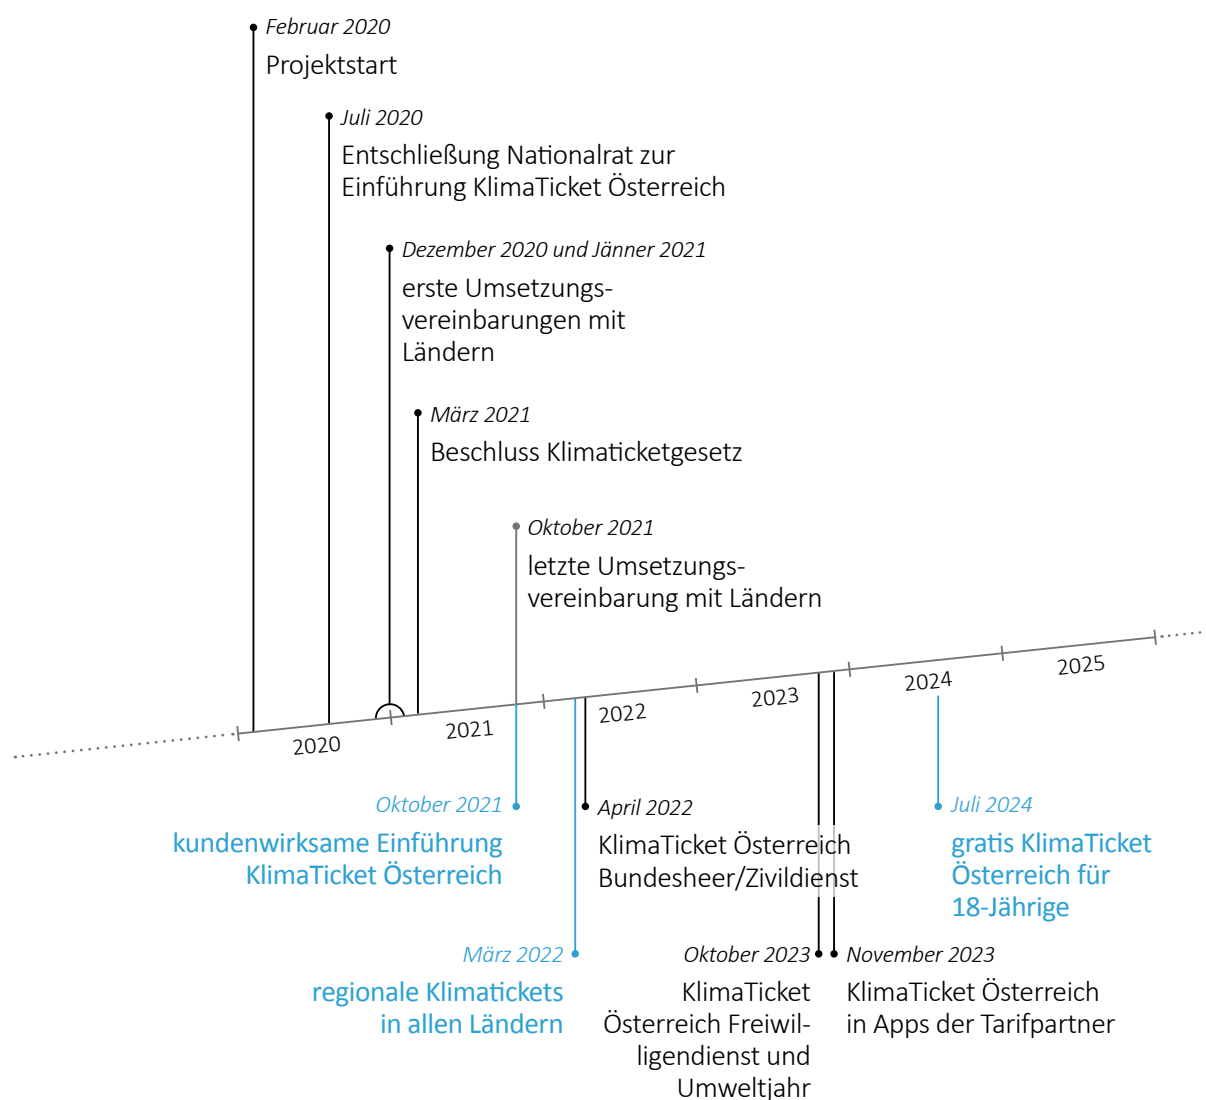 Februar 2020
Projektstart
Juli 2020
Entschließung Nationalrat zur
Einführung KlimaTicket Österreich
Dezember 2020 und Jänner 2021
erste Umsetzungs-
vereinbarungen mit
Ländern
März 2021
Beschluss Klimaticketgesetz
Oktober 2021
letzte Umsetzungs-
vereinbarung mit Ländern
2020
2021
2022
2023
2024
2025
Oktober 2021
kundenwirksame Einführung
KlimaTicket Österreich
April 2022
KlimaTicket Österreich
Bundesheer/Zivildienst
Juli 2024
gratis KlimaTicket
Österreich für
18-Jährige
März 2022
regionale Klimatickets
in allen Ländern
Oktober 2023
KlimaTicket
Österreich Freiwil-
ligendienst und
Umweltjahr
November 2023
KlimaTicket Österreich
in Apps der Tarifpartner